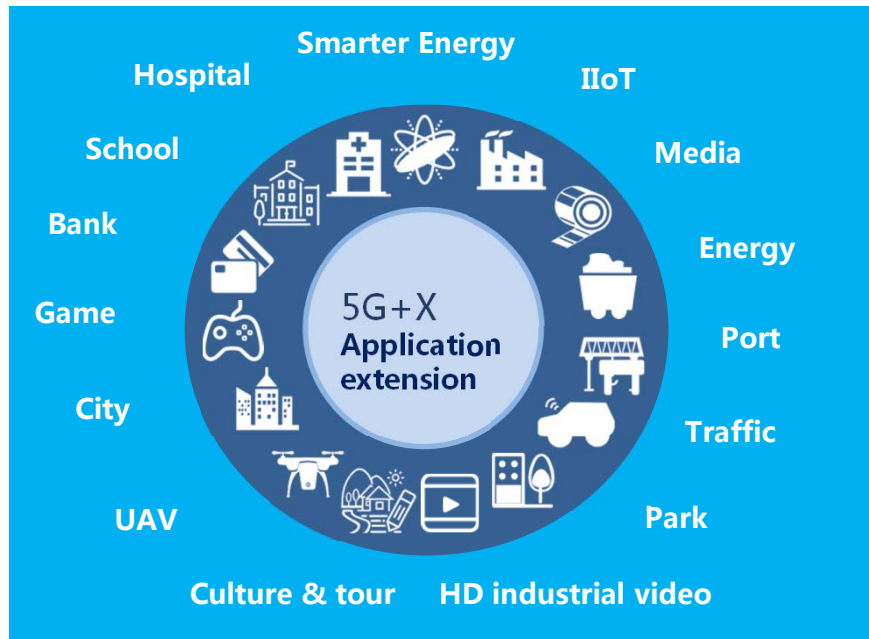 Smarter Energy
Hospital
IIoT
School
Media
Bank
Energy
Game
5G+X
Application
extension
Port
City
Traffic
UAV
Park
Culture & tour
HD industrial video